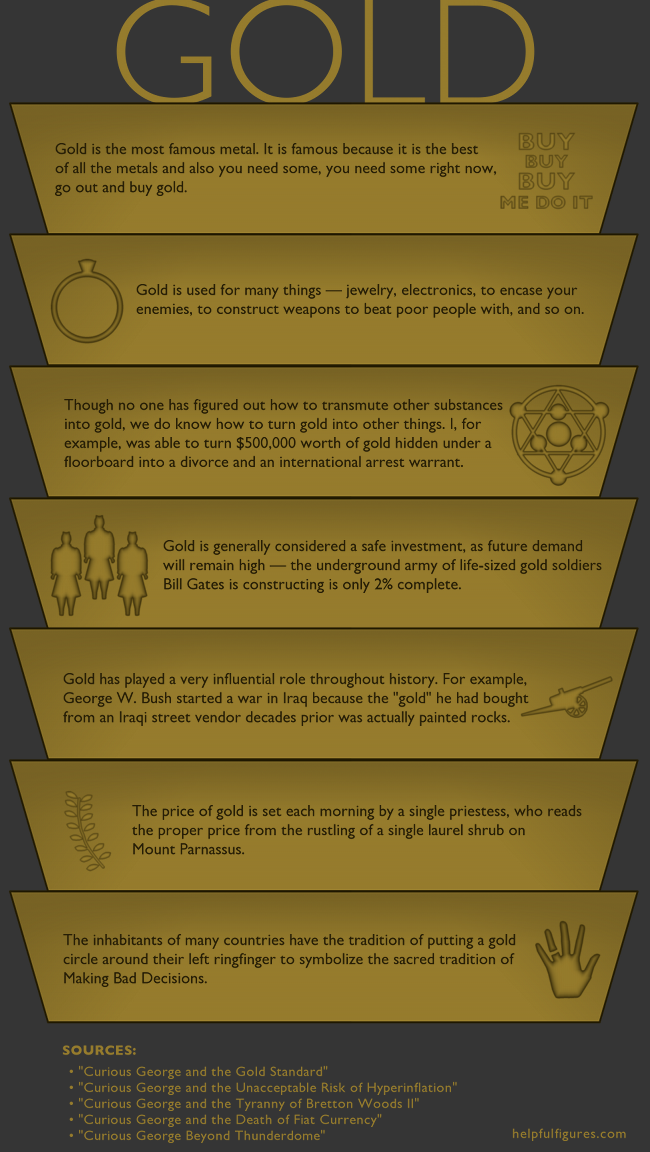 GOLD
Gold is the most famous metal. It is famous because it is the best
of all the metals and also you need some, you need some right now,
go out and buy gold.
BUY
BUY
BUY
ME DO IT
Gold is used for many things — jewelry, electronics, to encase your
enemies, to construct weapons to beat poor people with, and so on.
Though no one has figured out how to transmute other substances
into gold, we do know how to turn gold into other things. I, for
example, was able to turn $500,000 worth of gold hidden under a
floorboard into a divorce and an international arrest warrant.
Gold is generally considered a safe investment, as future demand
will remain high — the underground army of life-sized gold soldiers
Bill Gates is constructing is only 2% complete.
Gold has played a very influential role throughout history. For example,
George W. Bush started a war in Iraq because the "gold" he had bought
from an Iraqi street vendor decades prior was actually painted rocks.
The price of gold is set each morning by a single priestess, who reads
the proper price from the rustling of a single laurel shrub on
Mount Parnassus.
The inhabitants of many countries have the tradition of putting a gold
circle around their left ringfinger to symbolize the sacred tradition of
Making Bad Decisions.
SOURCES:
• "Curious George and the Gold Standard"
• "Curious George and the Unacceptable Risk of Hyperinflation"
• "Curious George and the Tyranny of Bretton Woods II"
• "Curious George and the Death of Fiat Currency"
• "Curious George Beyond Thunderdome"
helpfulfigures.com